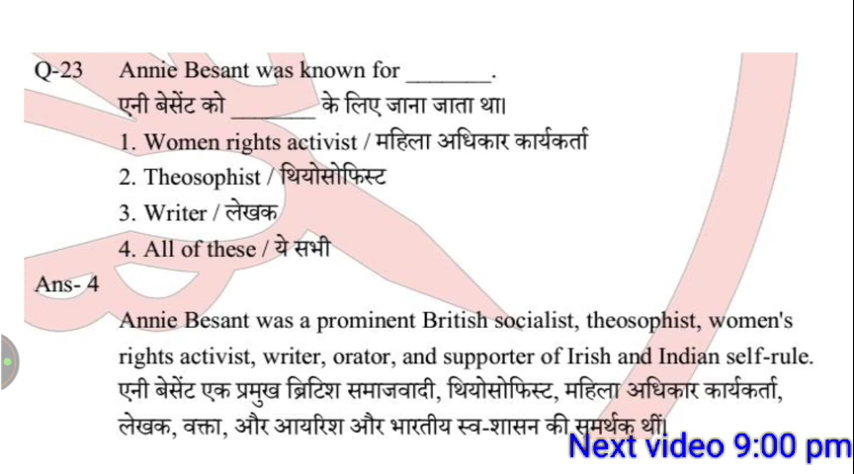 Q-23 Annie Besant was known for ________.
एनी बेसेंट को ________ के लिए जाना जाता था।
1. Women rights activist / महिला अधिकार कार्यकर्ता
2. Theosophist / थियोसोफिस्ट
3. Writer / लेखक
4. All of these / ये सभी
Ans- 4
Annie Besant was a prominent British socialist, theosophist, women's
rights activist, writer, orator, and supporter of Irish and Indian self-rule.
एनी बेसेंट एक प्रमुख ब्रिटिश समाजवादी, थियोसोफिस्ट, महिला अधिकार कार्यकर्ता,
लेखक, वक्ता, और आयरिश और भारतीय स्व-शासन की समर्थक थीं।
Next video 9:00 pm